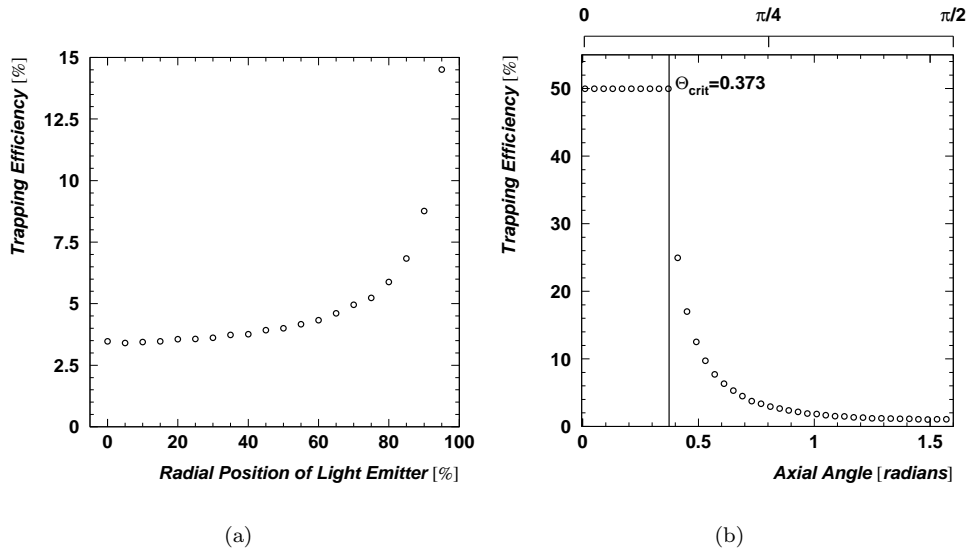 0 π/4 π/2
Trapping Efficiency [%]
15
12.5
10
7.5
5
2.5
0
0 20 40 60 80 100
Radial Position of Light Emitter [%]
(a)
Trapping Efficiency [%]
Θcrit=0.373
50
40
30
20
10
0
0 0.5 1 1.5
Axial Angle [radians]
(b)